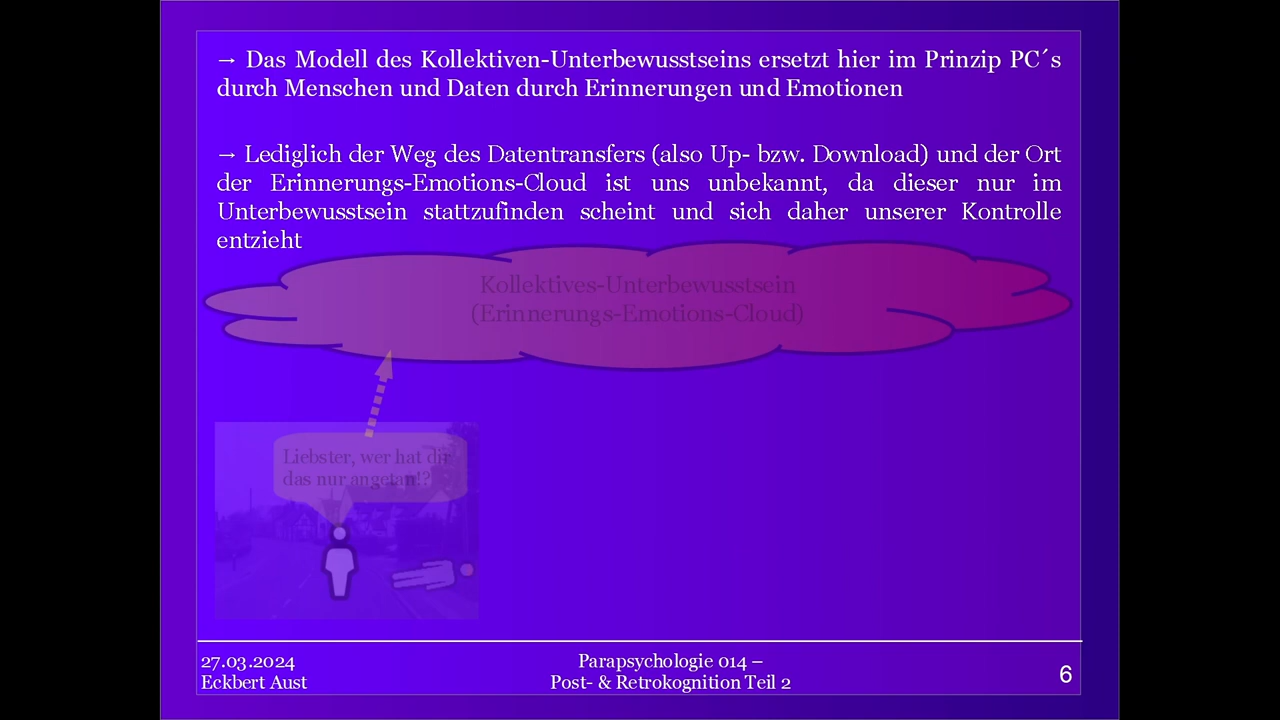 → Das Modell des Kollektiven-Unterbewusstseins ersetzt hier im Prinzip PC´s
durch Menschen und Daten durch Erinnerungen und Emotionen
→ Lediglich der Weg des Datentransfers (also Up- bzw. Download) und der Ort
der Erinnerungs-Emotions-Cloud ist uns unbekannt, da dieser nur im
Unterbewusstsein stattzufinden scheint und sich daher unserer Kontrolle
entzieht
Kollektives-Unterbewusstsein
(Erinnerungs-Emotions-Cloud)
Liebster, wer hat dir
das nur angetan!?
27.03.2024
Eckbert Aust
Parapsychologie 014 –
Post- & Retrokognition Teil 2
6